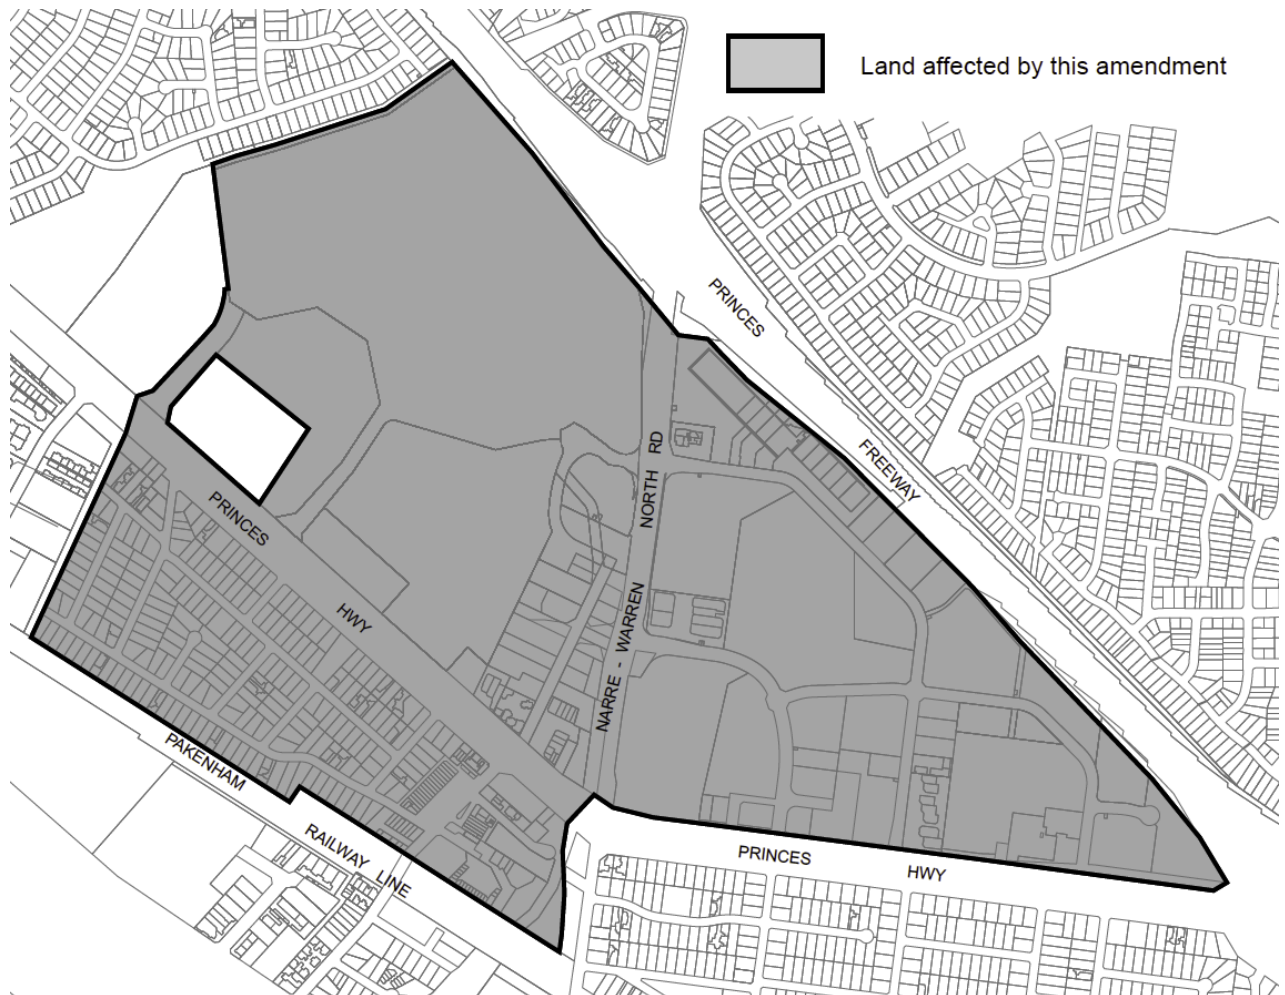 Land affected by this amendment
PRINCES
FREEWAY
NARRE - WARREN NORTH RD
PRINCES
HWY
PAKENHAM
RAILWAY
LINE
PRINCES
HWY